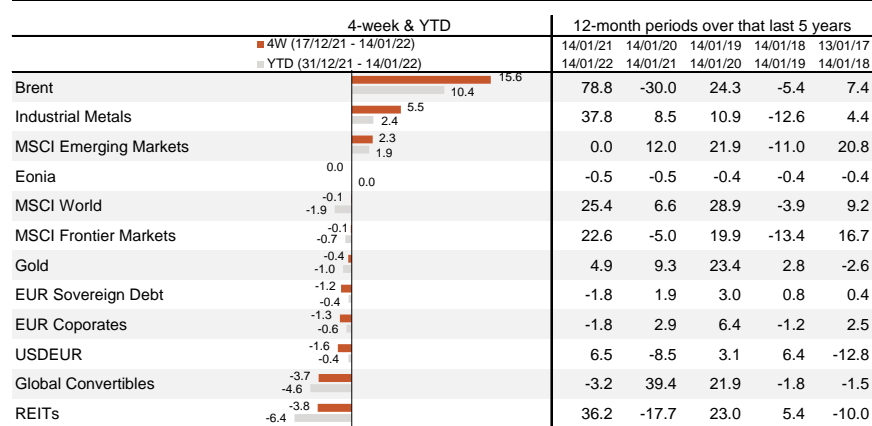 4-week & YTD 12-month periods over that last 5 years
4W (17/12/21 - 14/01/22) 14/01/21 14/01/20 14/01/19 14/01/18 13/01/17
YTD (31/12/21 - 14/01/22) 14/01/22 14/01/21 14/01/20 14/01/19 14/01/18
Brent 15.6 10.4 78.8 -30.0 24.3 -5.4 7.4
Industrial Metals 5.5 2.4 37.8 8.5 10.9 -12.6 4.4
MSCI Emerging Markets 2.3 1.9 0.0 12.0 21.9 -11.0 20.8
Eonia 0.0 0.0 -0.5 -0.5 -0.4 -0.4 -0.4
MSCI World -0.1 -1.9 25.4 6.6 28.9 -3.9 9.2
MSCI Frontier Markets -0.1 -0.7 22.6 -5.0 19.9 -13.4 16.7
Gold -0.4 -1.0 4.9 9.3 23.4 2.8 -2.6
EUR Sovereign Debt -1.2 -0.4 -1.8 1.9 3.0 0.8 0.4
EUR Coporates -1.3 -0.6 -1.8 2.9 6.4 -1.2 2.5
USDEUR -1.6 -0.4 6.5 -8.5 3.1 6.4 -12.8
Global Convertibles -3.7 -4.6 -3.2 39.4 21.9 -1.8 -1.5
REITs -3.8 -6.4 36.2 -17.7 23.0 5.4 -10.0